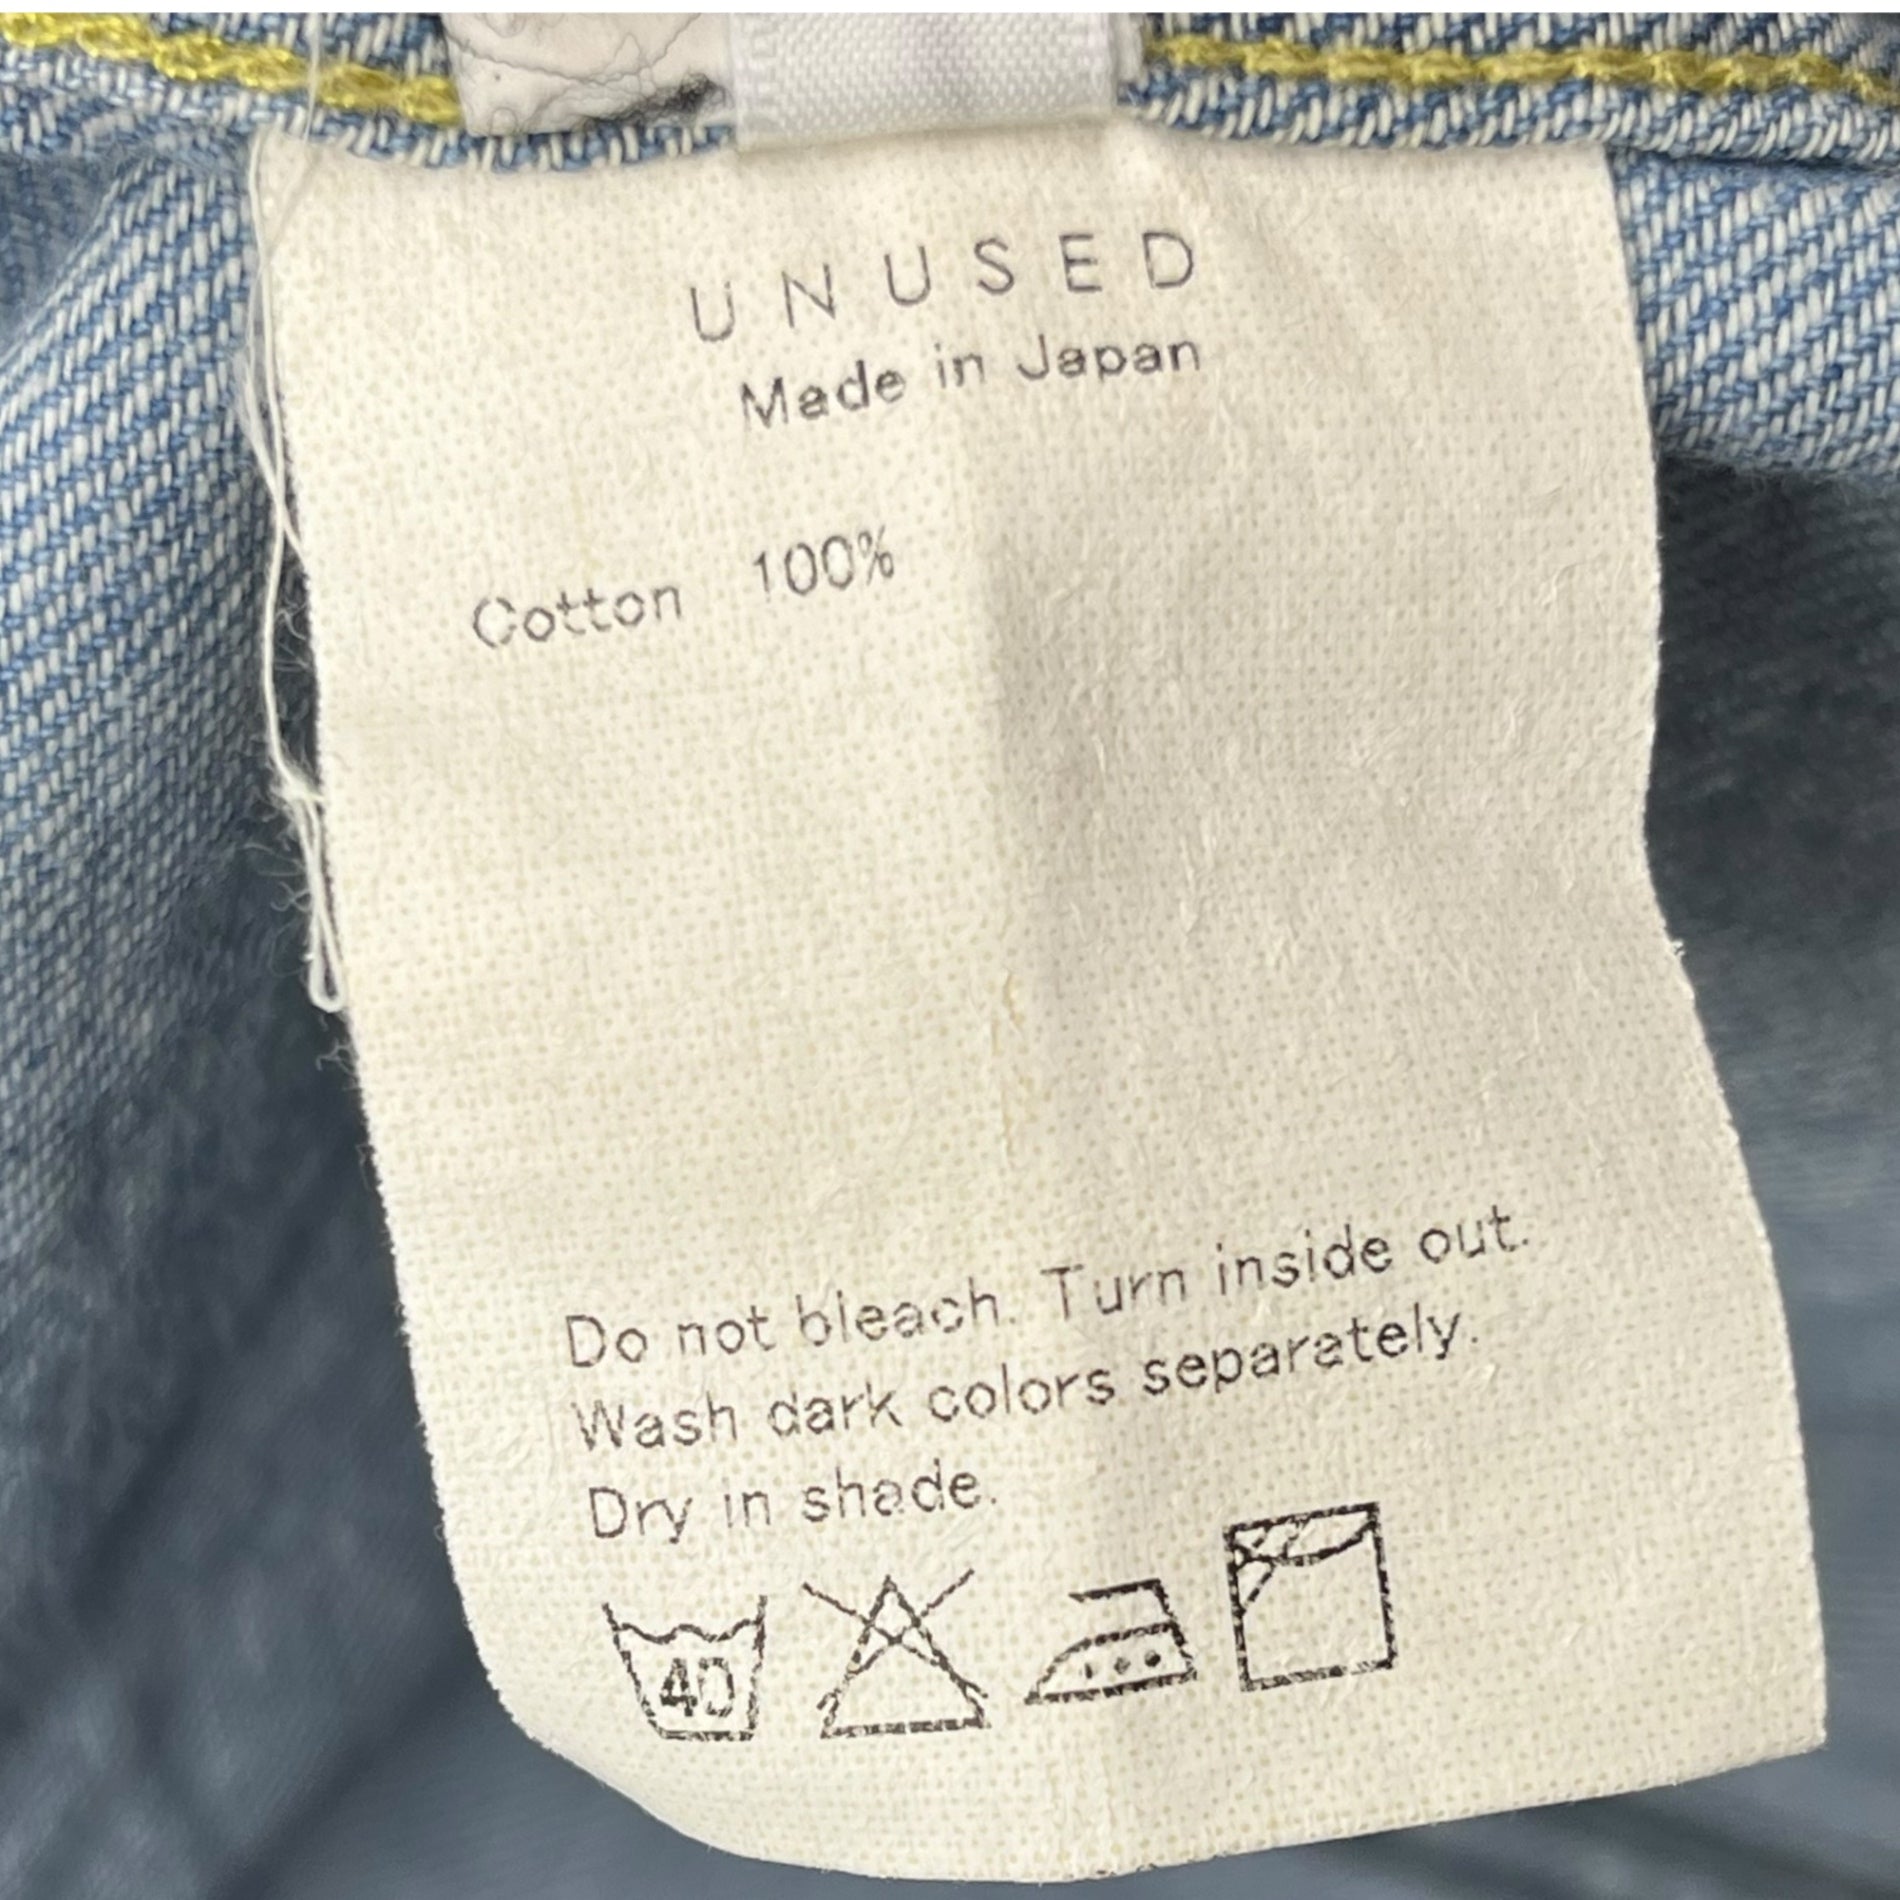 UNUSED
Made in Japan
Cotton 100%
Do not bleach. Turn inside out.
Wash dark colors separately.
Dry in shade.
40